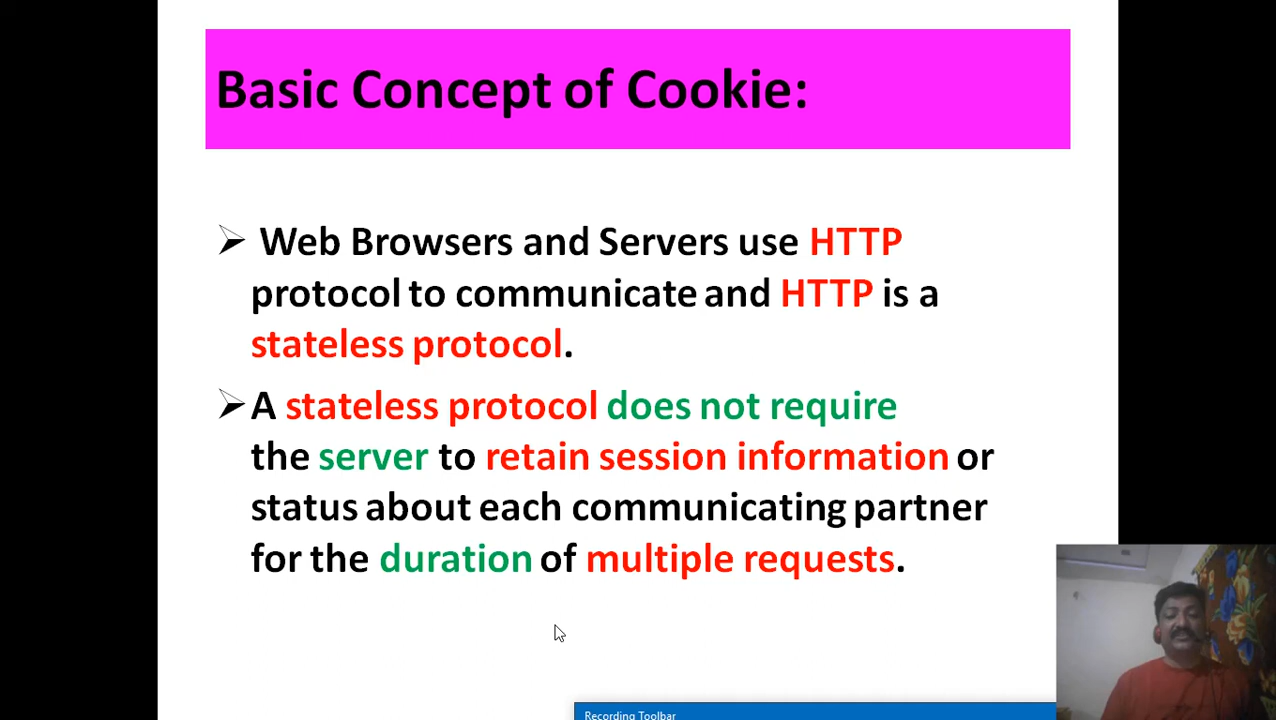 Basic Concept of Cookie:
Web Browsers and Servers use HTTP
protocol to communicate and HTTP is a
stateless protocol.
A stateless protocol does not require
the server to retain session information or
status about each communicating partner
for the duration of multiple requests.
Recording Toolbar